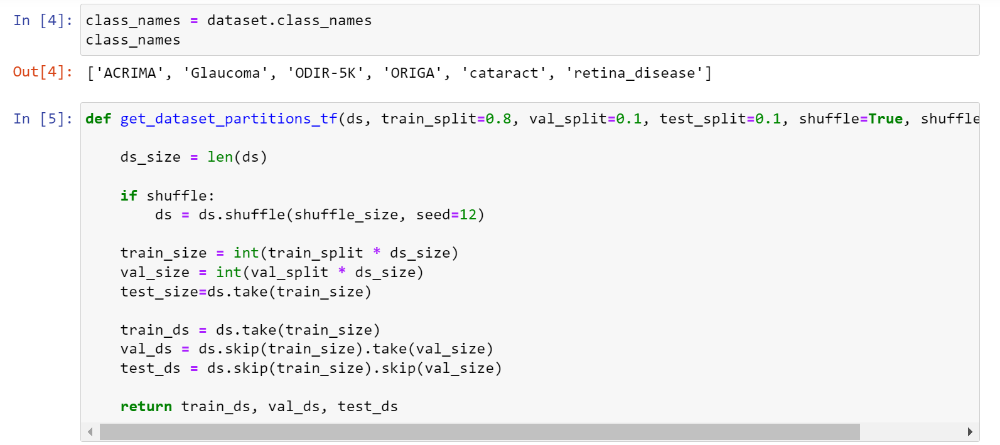 In [4]: class_names = dataset.class_names
class_names
Out[4]: ['ACRIMA', 'Glaucoma', 'ODIR-5K', 'ORIGA', 'cataract', 'retina_disease']
In [5]: def get_dataset_partitions_tf(ds, train_split=0.8, val_split=0.1, test_split=0.1, shuffle=True, shuffle
ds_size = len(ds)
if shuffle:
ds = ds.shuffle(shuffle_size, seed=12)
train_size = int(train_split * ds_size)
val_size = int(val_split * ds_size)
test_size=ds.take(train_size)
train_ds = ds.take(train_size)
val_ds = ds.skip(train_size).take(val_size)
test_ds = ds.skip(train_size).skip(val_size)
return train_ds, val_ds, test_ds